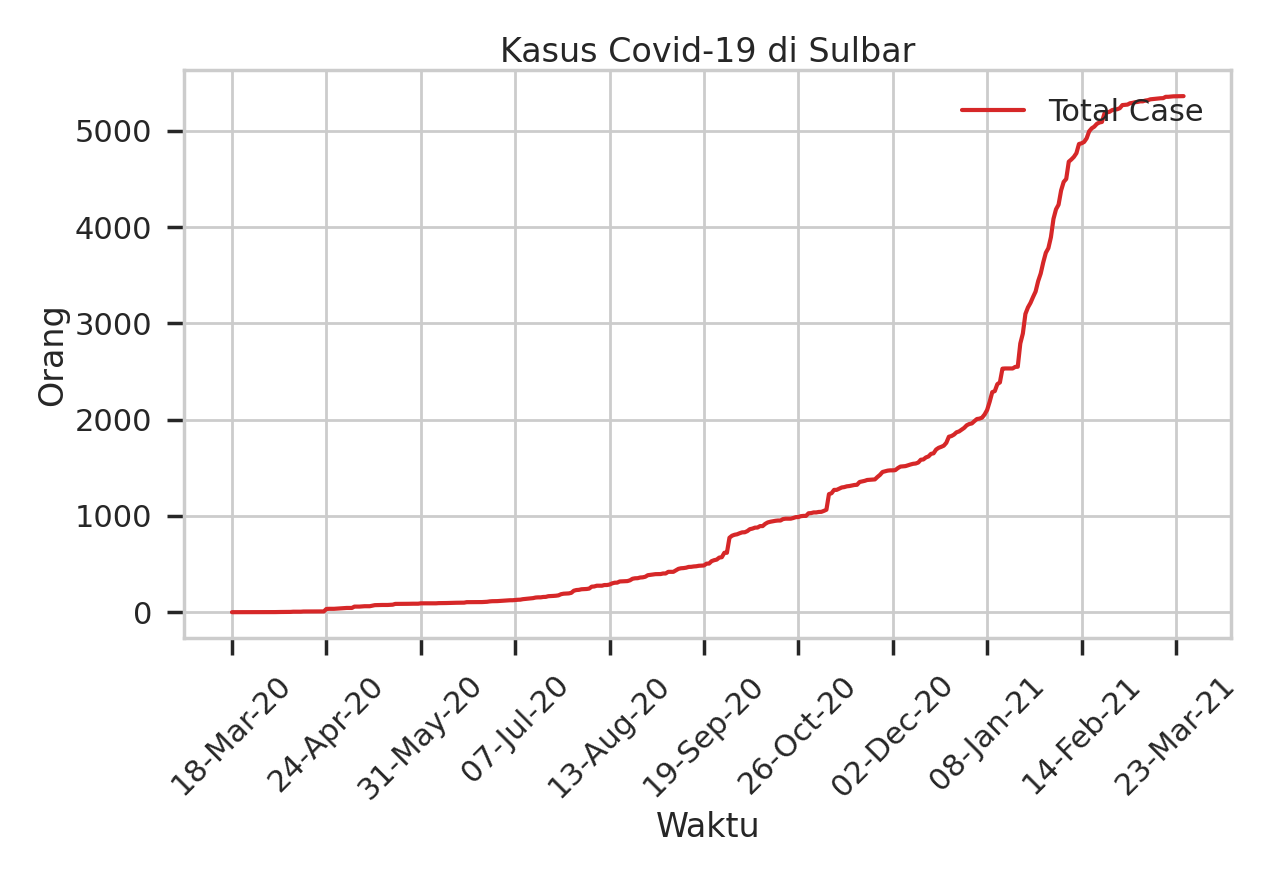 Kasus Covid-19 di Sulbar
Total Case
5000
4000
3000
2000
1000
0
Orang
18-Mar-20
24-Apr-20
31-May-20
07-Jul-20
13-Aug-20
19-Sep-20
26-Oct-20
02-Dec-20
08-Jan-21
14-Feb-21
23-Mar-21
Waktu